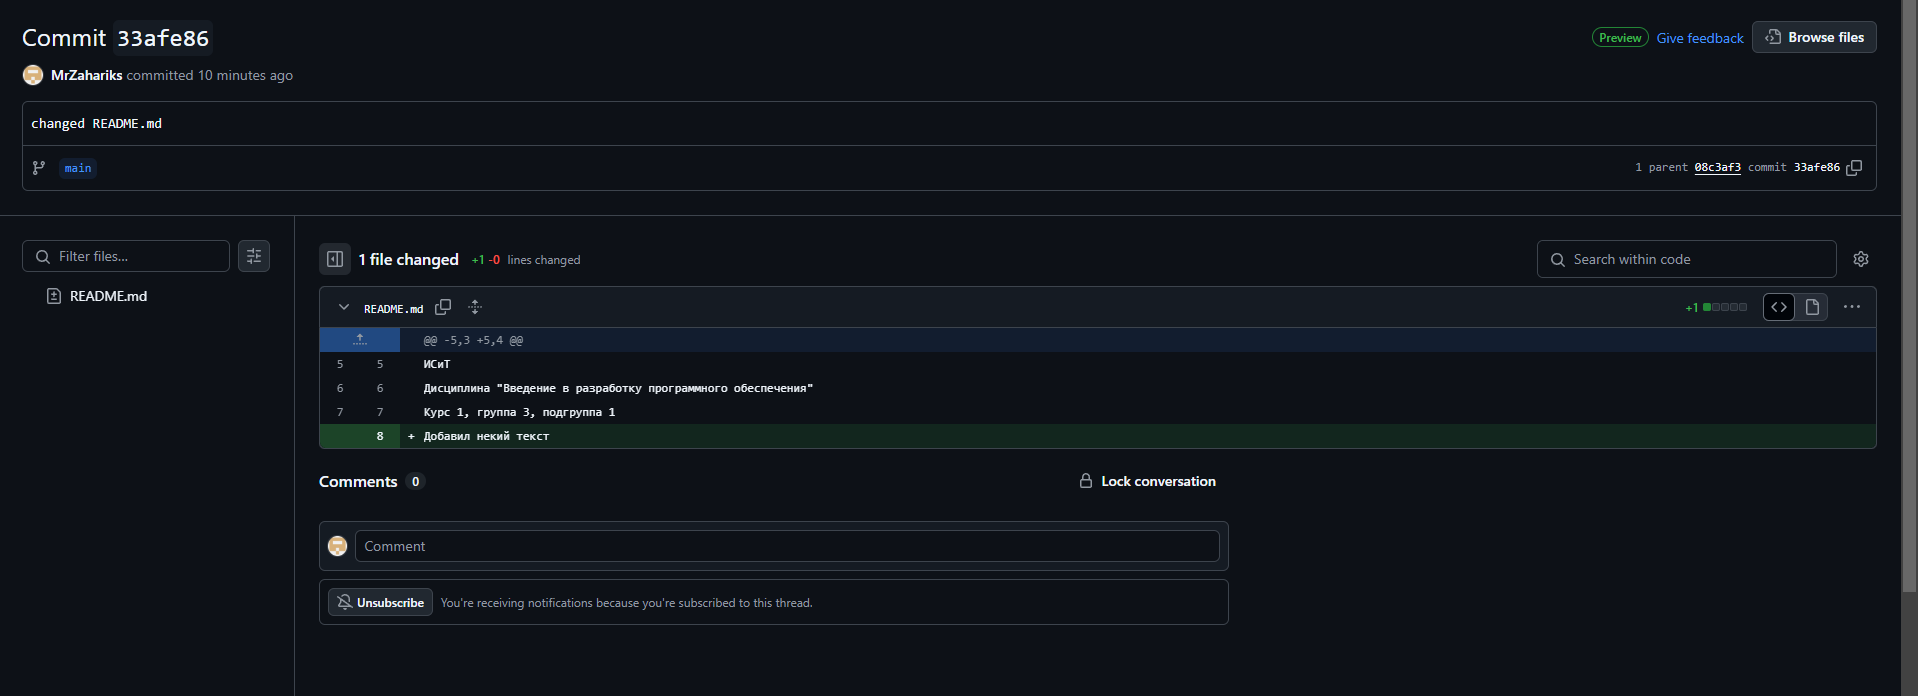 Commit 33afe86
Preview Give feedback Browse files
MrZahariks committed 10 minutes ago
changed README.md
main
1 parent 08c3af3 commit 33afe86
Filter files...
README.md
1 file changed +1 -0 lines changed
Search within code
README.md
+1
@@ -5,3 +5,4 @@
5 5 ИСиТ
6 6 Дисциплина "Введение в разработку программного обеспечения"
7 7 Курс 1, группа 3, подгруппа 1
8 + Добавил некий текст
Comments 0
Lock conversation
Comment
Unsubscribe You're receiving notifications because you're subscribed to this thread.